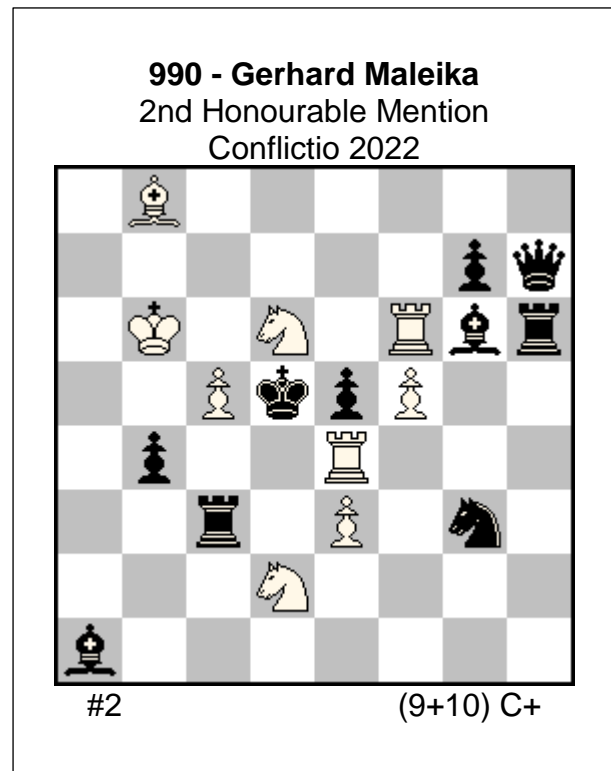 990 - Gerhard Maleika
2nd Honourable Mention
Conflictio 2022
#2 (9+10) C+